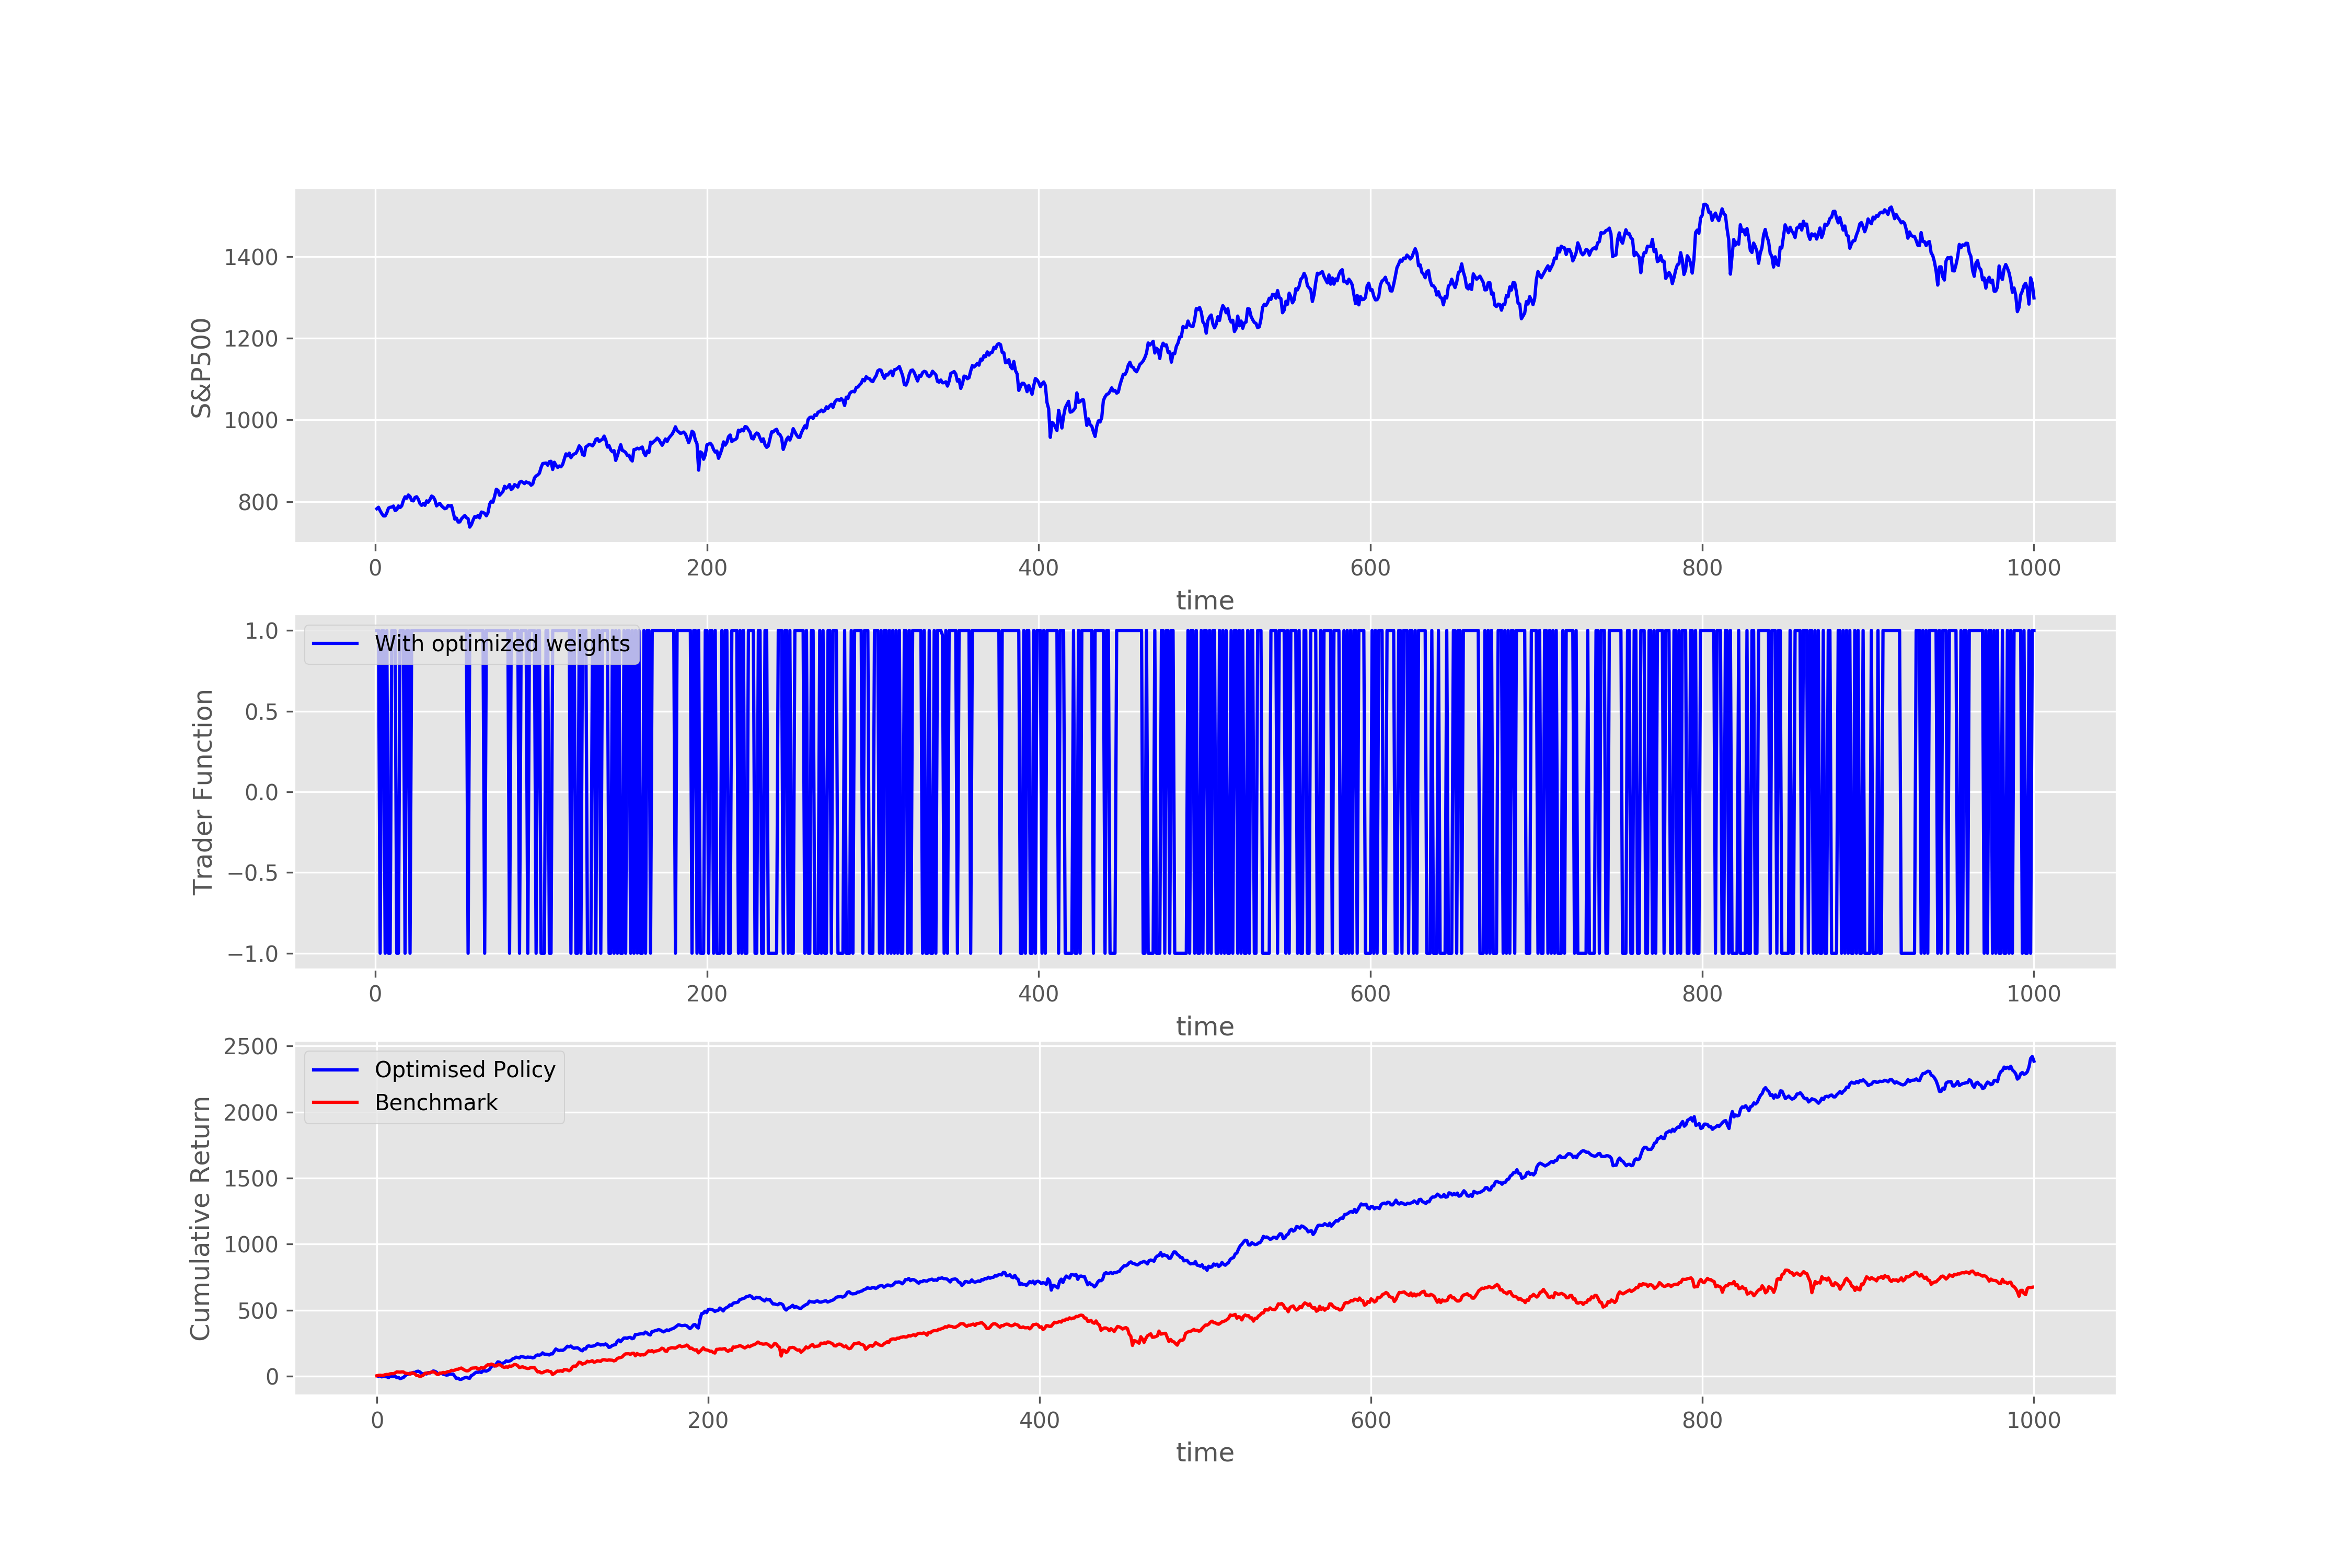 S&P500
1400
1200
1000
800
0 200 400 600 800 1000
time
With optimized weights
Trader Function
1.0
0.5
0.0
−0.5
−1.0
0 200 400 600 800 1000
time
Optimised Policy
Benchmark
Cumulative Return
2500
2000
1500
1000
500
0
0 200 400 600 800 1000
time